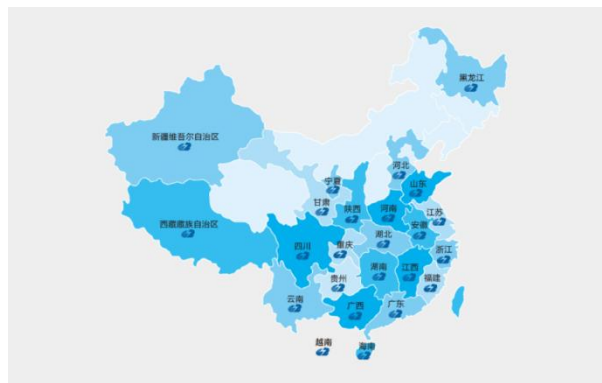 黑龙江
新疆维吾尔自治区
河北
宁夏
山东
甘肃
陕西
河南
江苏
西藏藏族自治区
安徽
湖北
四川
重庆
浙江
湖南
江西
贵州
福建
云南
广西
广东
越南
海南